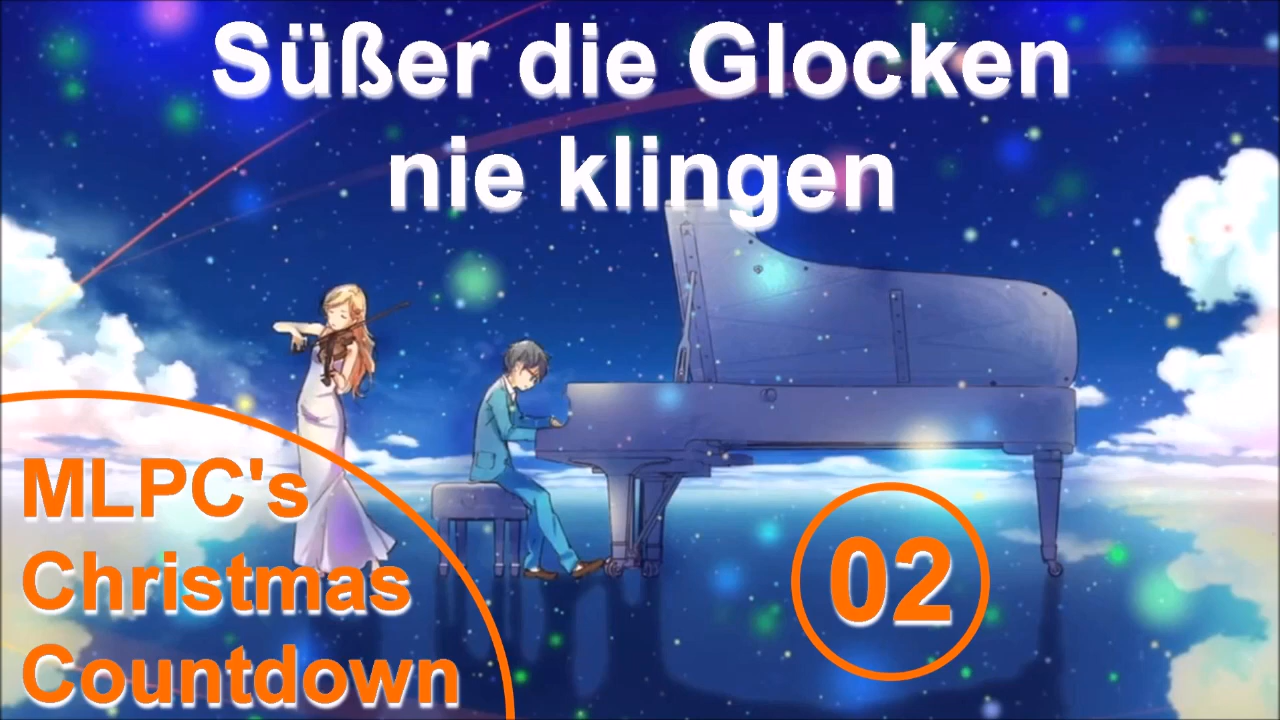 Süßer die Glocken
nie klingen
MLPC's
Christmas
Countdown
02